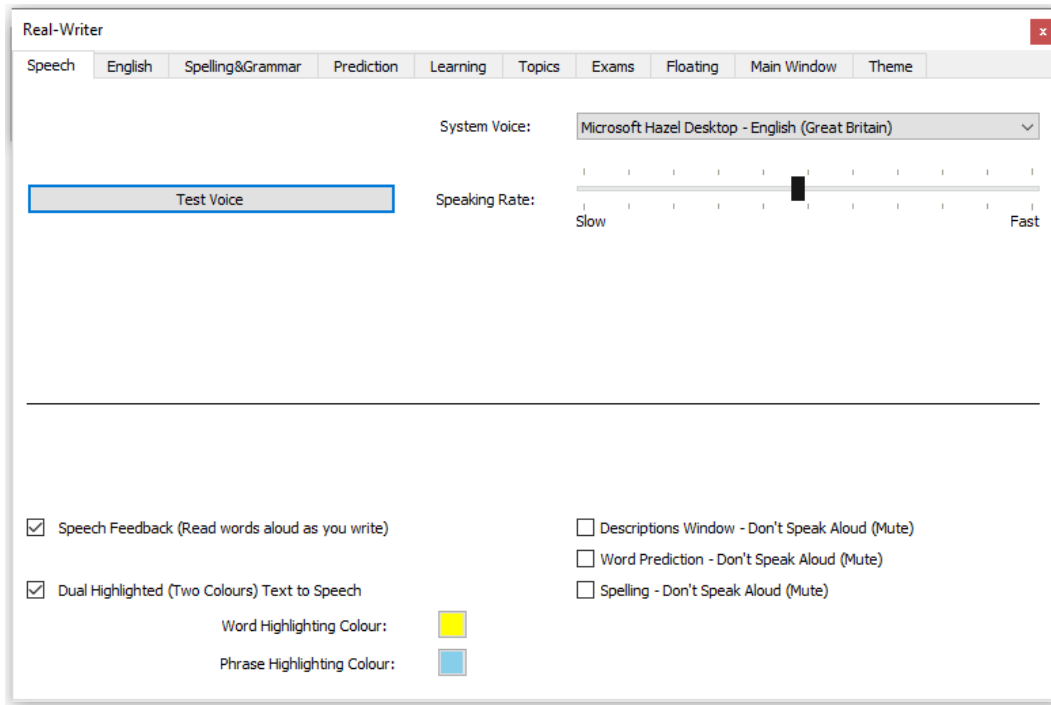 Real-Writer
x
Speech English Spelling&Grammar Prediction Learning Topics Exams Floating Main Window Theme
System Voice: Microsoft Hazel Desktop - English (Great Britain)
Test Voice Speaking Rate:
Slow Fast
Speech Feedback (Read words aloud as you write) Descriptions Window - Don't Speak Aloud (Mute)
Word Prediction - Don't Speak Aloud (Mute)
Dual Highlighted (Two Colours) Text to Speech Spelling - Don't Speak Aloud (Mute)
Word Highlighting Colour:
Phrase Highlighting Colour: